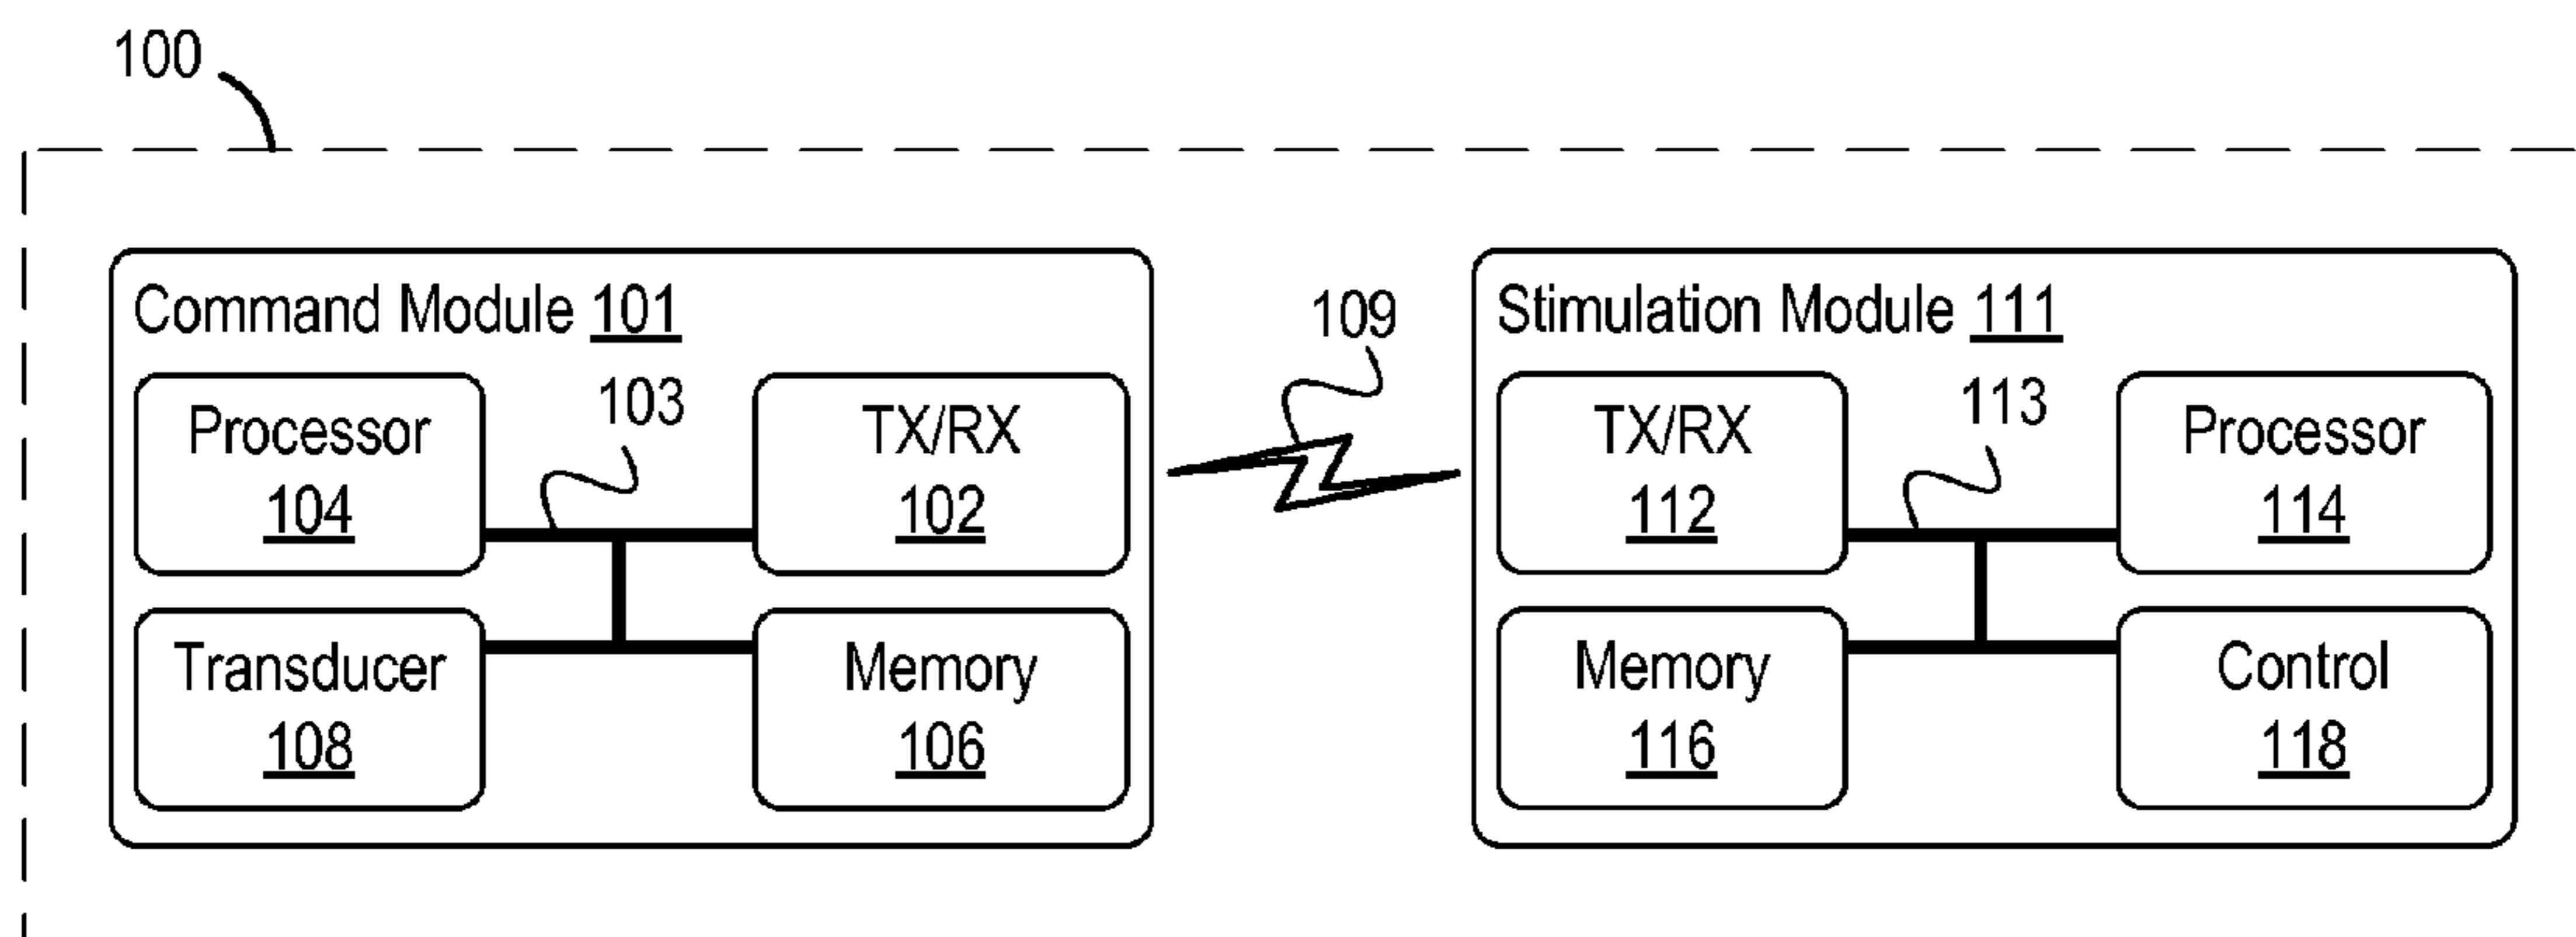 100
Command Module 101
Processor
104
103
TX/RX
102
Transducer
108
Memory
106
109
Stimulation Module 111
TX/RX
112
113
Processor
114
Memory
116
Control
118